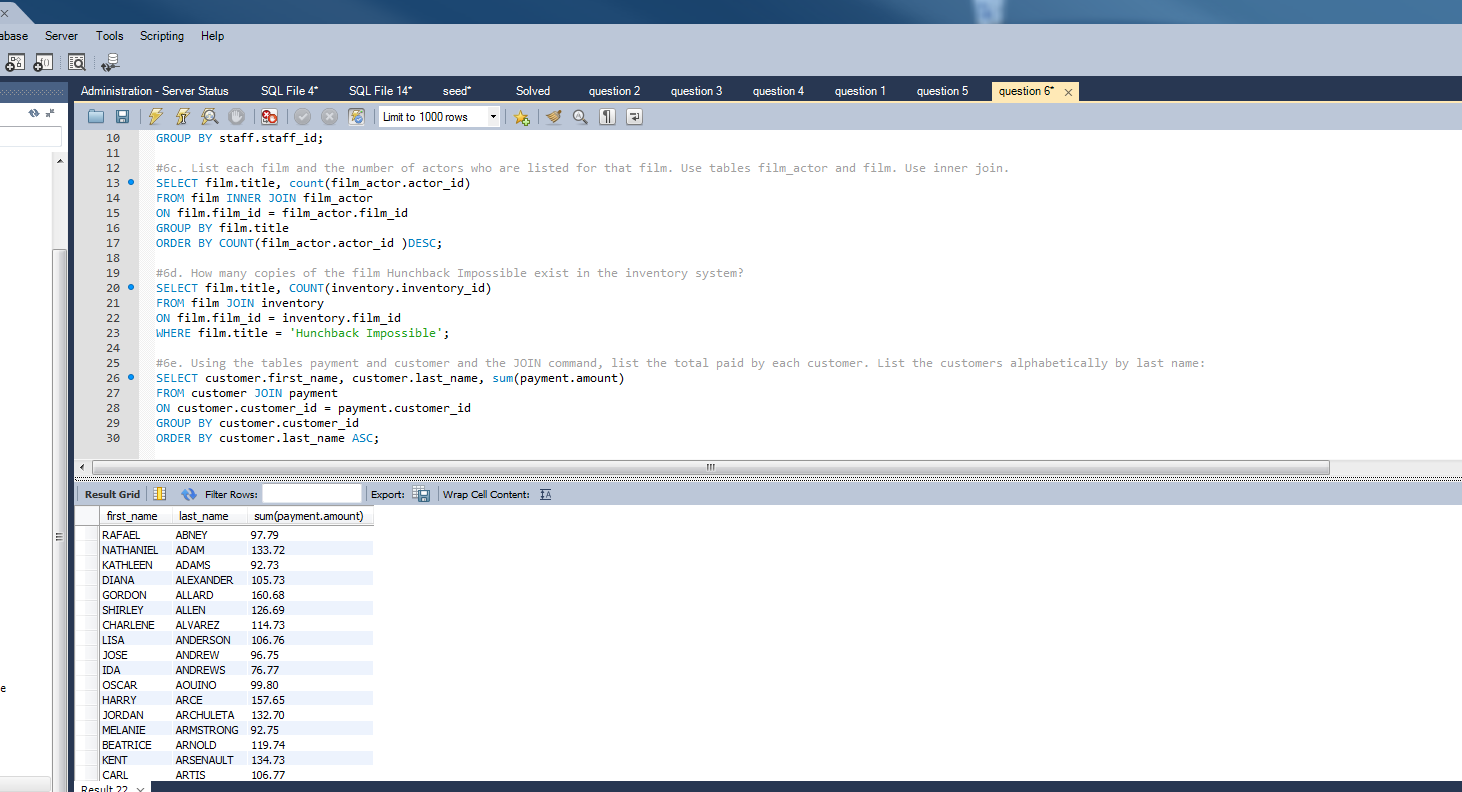 abase Server Tools Scripting Help
Administration - Server Status SQL File 4* SQL File 14* seed* Solved question 2 question 3 question 4 question 1 question 5 question 6*
Limit to 1000 rows
10 GROUP BY staff.staff_id;
11
12 #6c. List each film and the number of actors who are listed for that film. Use tables film_actor and film. Use inner join.
13 SELECT film.title, count(film_actor.actor_id)
14 FROM film INNER JOIN film_actor
15 ON film.film_id = film_actor.film_id
16 GROUP BY film.title
17 ORDER BY COUNT(film_actor.actor_id )DESC;
18
19 #6d. How many copies of the film Hunchback Impossible exist in the inventory system?
20 SELECT film.title, COUNT(inventory.inventory_id)
21 FROM film JOIN inventory
22 ON film.film_id = inventory.film_id
23 WHERE film.title = 'Hunchback Impossible';
24
25 #6e. Using the tables payment and customer and the JOIN command, list the total paid by each customer. List the customers alphabetically by last name:
26 SELECT customer.first_name, customer.last_name, sum(payment.amount)
27 FROM customer JOIN payment
28 ON customer.customer_id = payment.customer_id
29 GROUP BY customer.customer_id
30 ORDER BY customer.last_name ASC;
Result Grid Filter Rows: Export: Wrap Cell Content:
first_name last_name sum(payment.amount)
RAFAEL ABNEY 97.79
NATHANIEL ADAM 133.72
KATHLEEN ADAMS 92.73
DIANA ALEXANDER 105.73
GORDON ALLARD 160.68
SHIRLEY ALLEN 126.69
CHARLENE ALVAREZ 114.73
LISA ANDERSON 106.76
JOSE ANDREW 96.75
IDA ANDREWS 76.77
OSCAR AQUINO 99.80
HARRY ARCE 157.65
JORDAN ARCHULETA 132.70
MELANIE ARMSTRONG 92.75
BEATRICE ARNOLD 119.74
KENT ARSENAULT 134.73
CARL ARTIS 106.77
e
Result 22